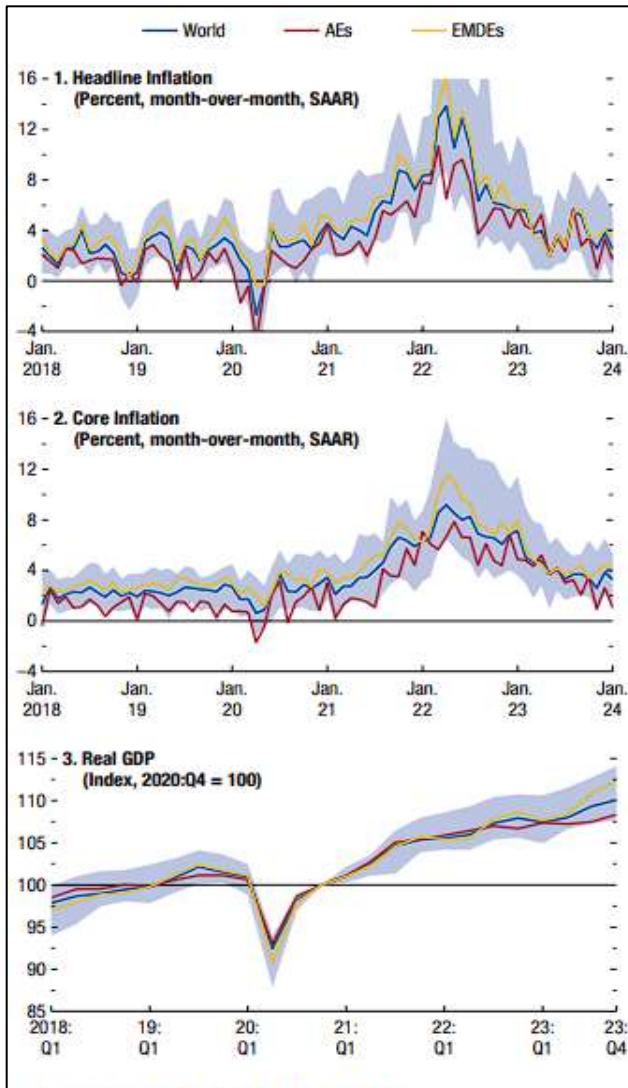 World AEs EMDEs
16 1. Headline Inflation
(Percent, month-over-month, SAAR)
12
8
4
0
–4
Jan. Jan. Jan. Jan. Jan. Jan. Jan.
2018 19 20 21 22 23 24
16 2. Core Inflation
(Percent, month-over-month, SAAR)
12
8
4
0
–4
Jan. Jan. Jan. Jan. Jan. Jan. Jan.
2018 19 20 21 22 23 24
115 3. Real GDP
(Index, 2020:Q4 = 100)
110
105
100
95
90
85
2018: 19: 20: 21: 22: 23: 23:
Q1 Q1 Q1 Q1 Q1 Q1 Q4